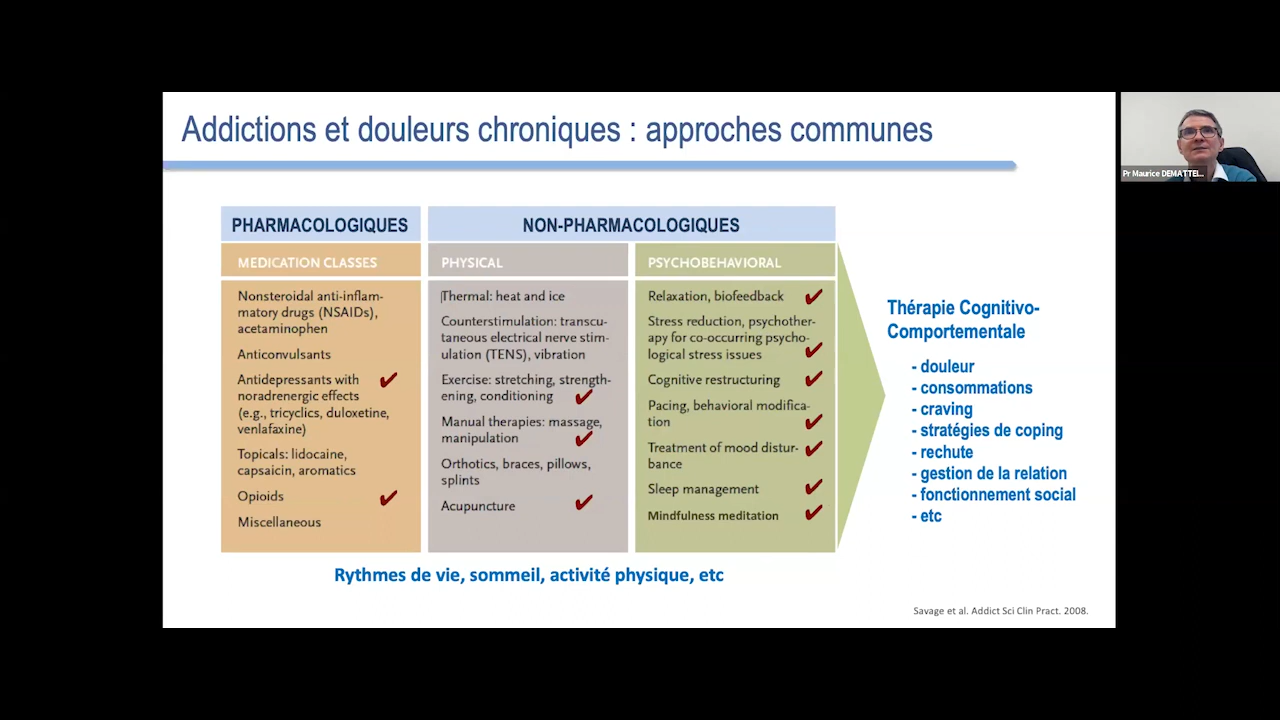 Addictions et douleurs chroniques : approches communes
Pr Maurice DEMATTEI...
PHARMACOLOGIQUES
NON-PHARMACOLOGIQUES
MEDICATION CLASSES
Nonsteroidal anti-inflam-
matory drugs (NSAIDs),
acetaminophen
Anticonvulsants
Antidepressants with
noradrenergic effects
(e.g., tricyclics, duloxetine,
venlafaxine)
Topicals: lidocaine,
capsaicin, aromatics
Opioids
Miscellaneous
PHYSICAL
Thermal: heat and ice
Counterstimulation: transcu-
taneous electrical nerve stim-
ulation (TENS), vibration
Exercise: stretching, strength-
ening, conditioning
Manual therapies: massage,
manipulation
Orthotics, braces, pillows,
splints
Acupuncture
PSYCHOBEHAVIORAL
Relaxation, biofeedback
Stress reduction, psychother-
apy for co-occurring psycho-
logical stress issues
Cognitive restructuring
Pacing, behavioral modifica-
tion
Treatment of mood distur-
bance
Sleep management
Mindfulness meditation
Thérapie Cognitivo-
Comportementale
- douleur
- consommations
- craving
- stratégies de coping
- rechute
- gestion de la relation
- fonctionnement social
- etc
Rythmes de vie, sommeil, activité physique, etc
Savage et al. Addict Sci Clin Pract. 2008.